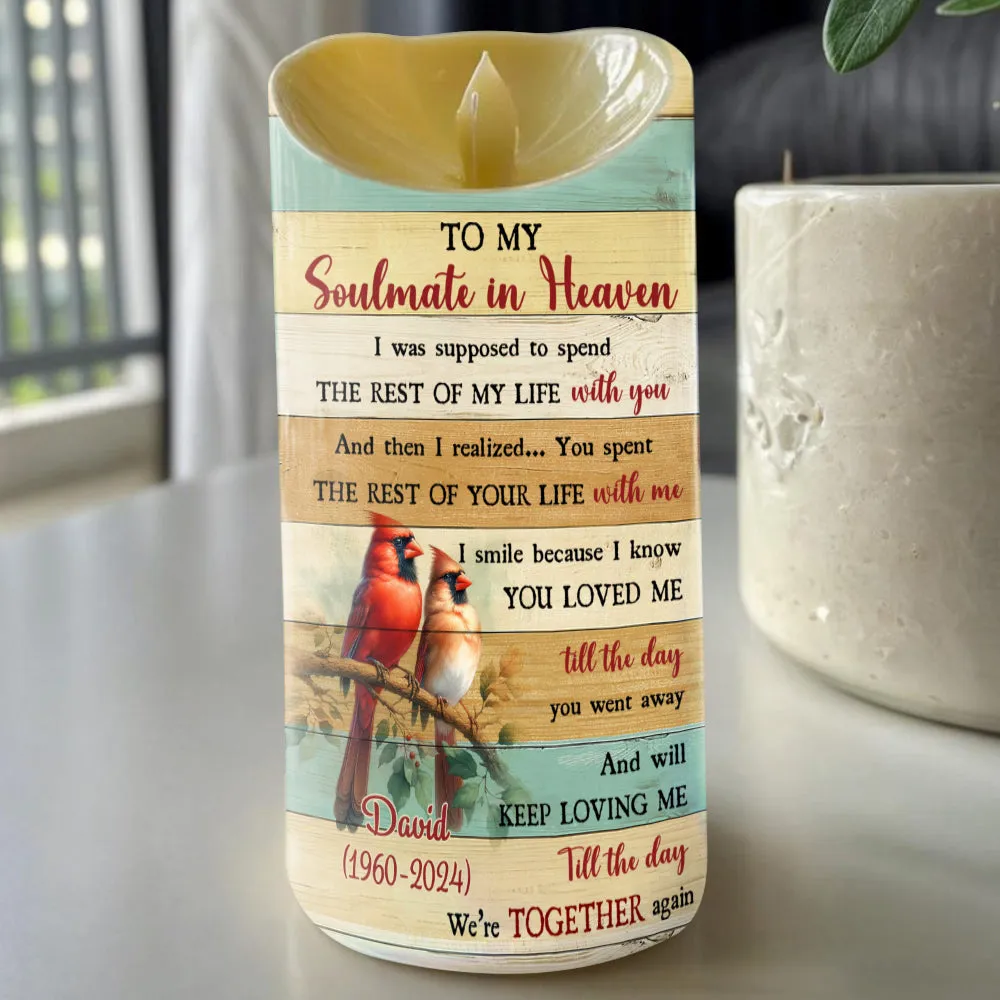 TO MY
Soulmate in Heaven
I was supposed to spend
THE REST OF MY LIFE with you
And then I realized... You spent
THE REST OF YOUR LIFE with me
I smile because I know
YOU LOVED ME
till the day
you went away
And will
KEEP LOVING ME
Till the day
We're TOGETHER again
David
(1960-2024)